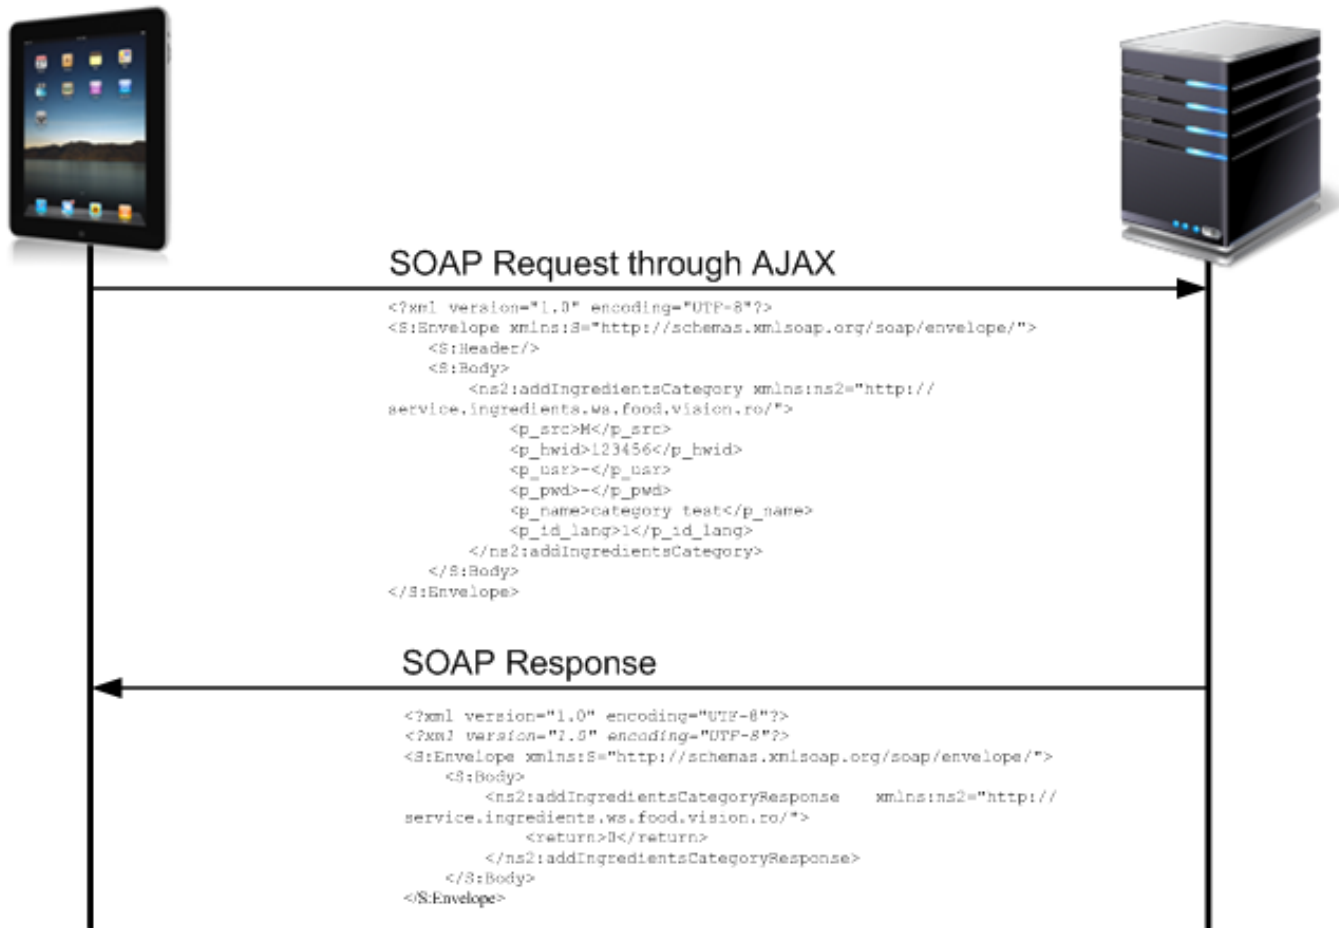 SOAP Request through AJAX
<?xml version="1.0" encoding="UTF-8"?>
<S:Envelope xmlns:S="http://schemas.xmlsoap.org/soap/envelope/">
<S:Header/>
<S:Body>
<ns2:addIngredientsCategory xmlns:ns2="http://
service.ingredients.ws.food.vision.ro/">
<p_src>M</p_src>
<p_hwid>123456</p_hwid>
<p_usr>-</p_usr>
<p_pwd>-</p_pwd>
<p_name>category test</p_name>
<p_id_lang>1</p_id_lang>
</ns2:addIngredientsCategory>
</S:Body>
</S:Envelope>
SOAP Response
<?xml version="1.0" encoding="UTF-8"?>
<?xml version="1.0" encoding="UTF-8"?>
<S:Envelope xmlns:S="http://schemas.xmlsoap.org/soap/envelope/">
<S:Body>
<ns2:addIngredientsCategoryResponse xmlns:ns2="http://
service.ingredients.ws.food.vision.ro/">
<return>0</return>
</ns2:addIngredientsCategoryResponse>
</S:Body>
</S:Envelope>